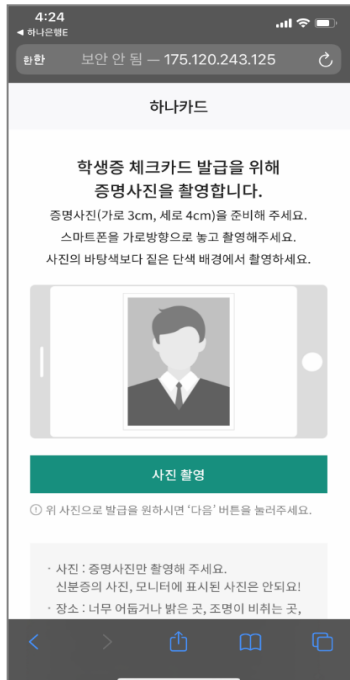 4:24
◀ 하나은행E
한한 보안 안 됨 — 175.120.243.125
하나카드
학생증 체크카드 발급을 위해
증명사진을 촬영합니다.
증명사진(가로 3cm, 세로 4cm)을 준비해 주세요.
스마트폰을 가로방향으로 놓고 촬영해주세요.
사진의 바탕색보다 짙은 단색 배경에서 촬영하세요.
사진 촬영
위 사진으로 발급을 원하시면 ‘다음’ 버튼을 눌러주세요.
· 사진 : 증명사진만 촬영해 주세요.
신분증의 사진, 모니터에 표시된 사진은 안되요!
· 장소 : 너무 어둡거나 밝은 곳, 조명이 비취는 곳,